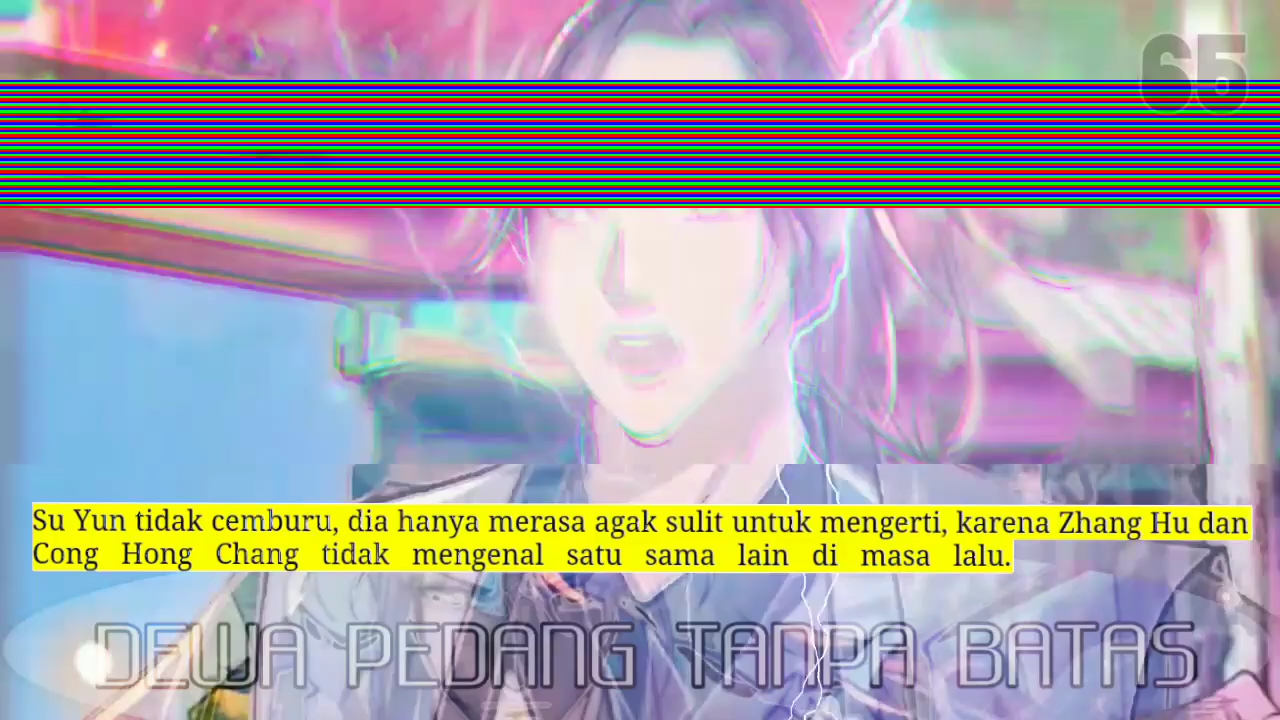 65
Su Yun tidak cemburu, dia hanya merasa agak sulit untuk mengerti, karena Zhang Hu dan
Cong Hong Chang tidak mengenal satu sama lain di masa lalu.
DEWA PEDANG TANPA BATAS